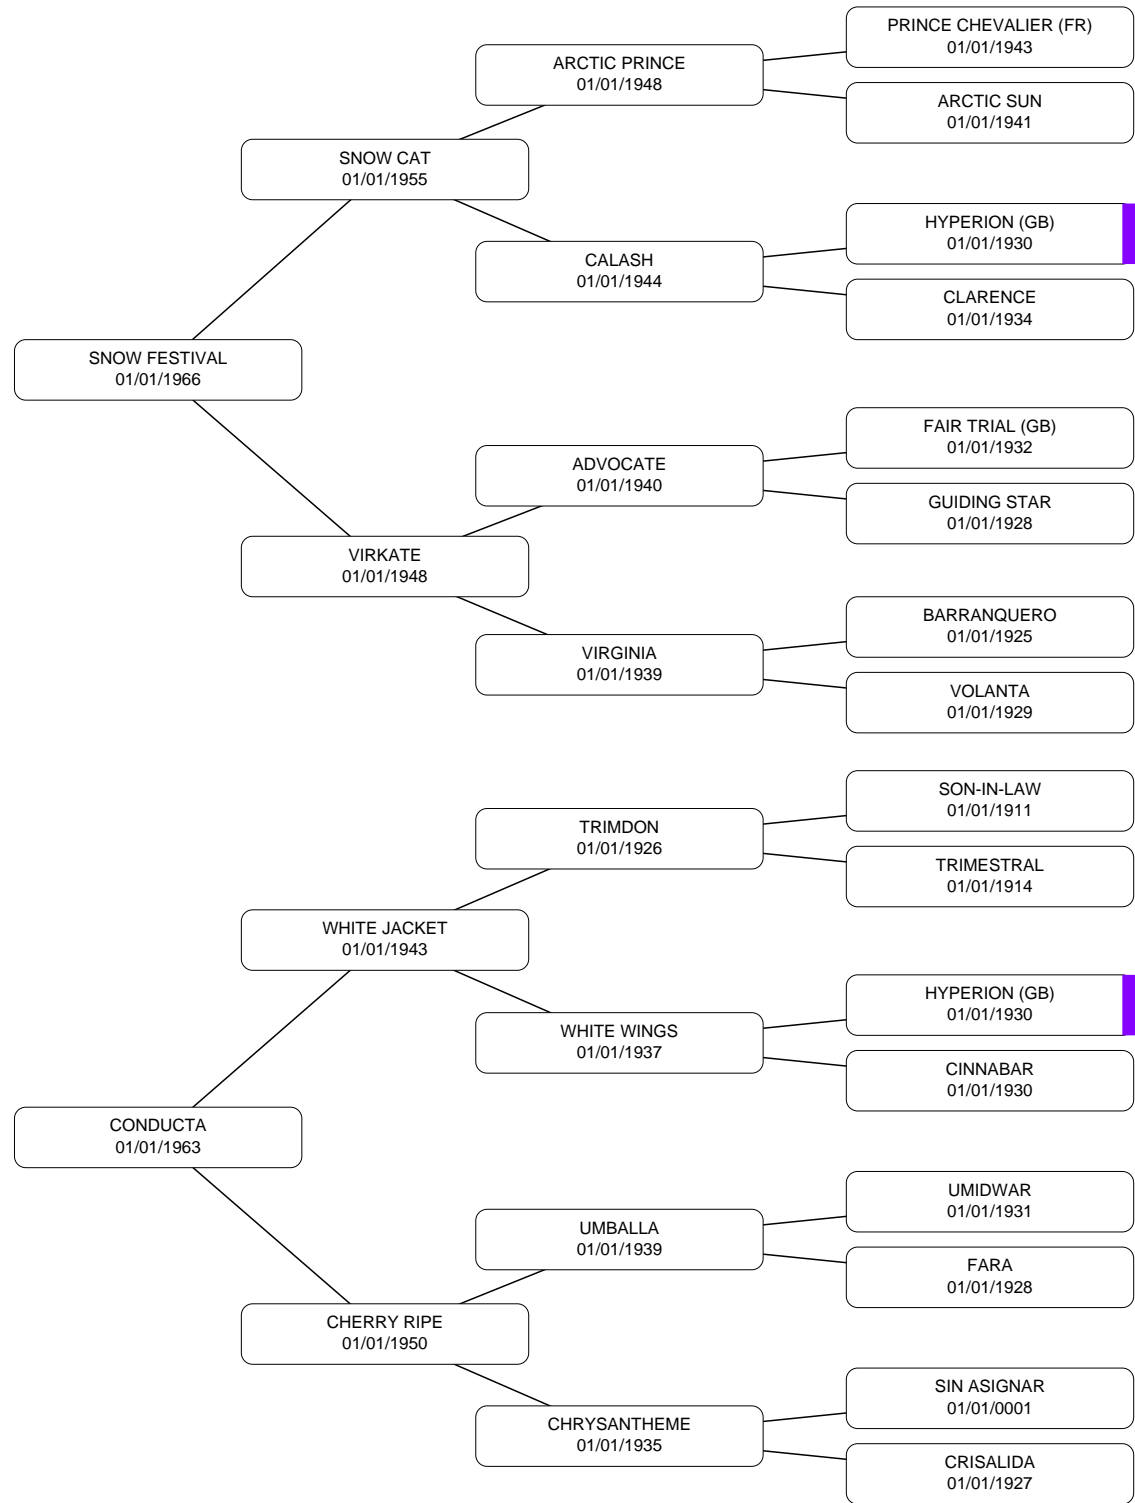 PRINCE CHEVALIER (FR)
01/01/1943
ARCTIC PRINCE
01/01/1948
ARCTIC SUN
01/01/1941
SNOW CAT
01/01/1955
HYPERION (GB)
01/01/1930
CALASH
01/01/1944
CLARENCE
01/01/1934
SNOW FESTIVAL
01/01/1966
FAIR TRIAL (GB)
01/01/1932
ADVOCATE
01/01/1940
GUIDING STAR
01/01/1928
VIRKATE
01/01/1948
BARRANQUERO
01/01/1925
VIRGINIA
01/01/1939
VOLANTA
01/01/1929
SON-IN-LAW
01/01/1911
TRIMDON
01/01/1926
TRIMESTRAL
01/01/1914
WHITE JACKET
01/01/1943
HYPERION (GB)
01/01/1930
WHITE WINGS
01/01/1937
CINNABAR
01/01/1930
CONDUCTA
01/01/1963
UMIDWAR
01/01/1931
UMBALLA
01/01/1939
FARA
01/01/1928
CHERRY RIPE
01/01/1950
SIN ASIGNAR
01/01/0001
CHRYSANTHEME
01/01/1935
CRISALIDA
01/01/1927